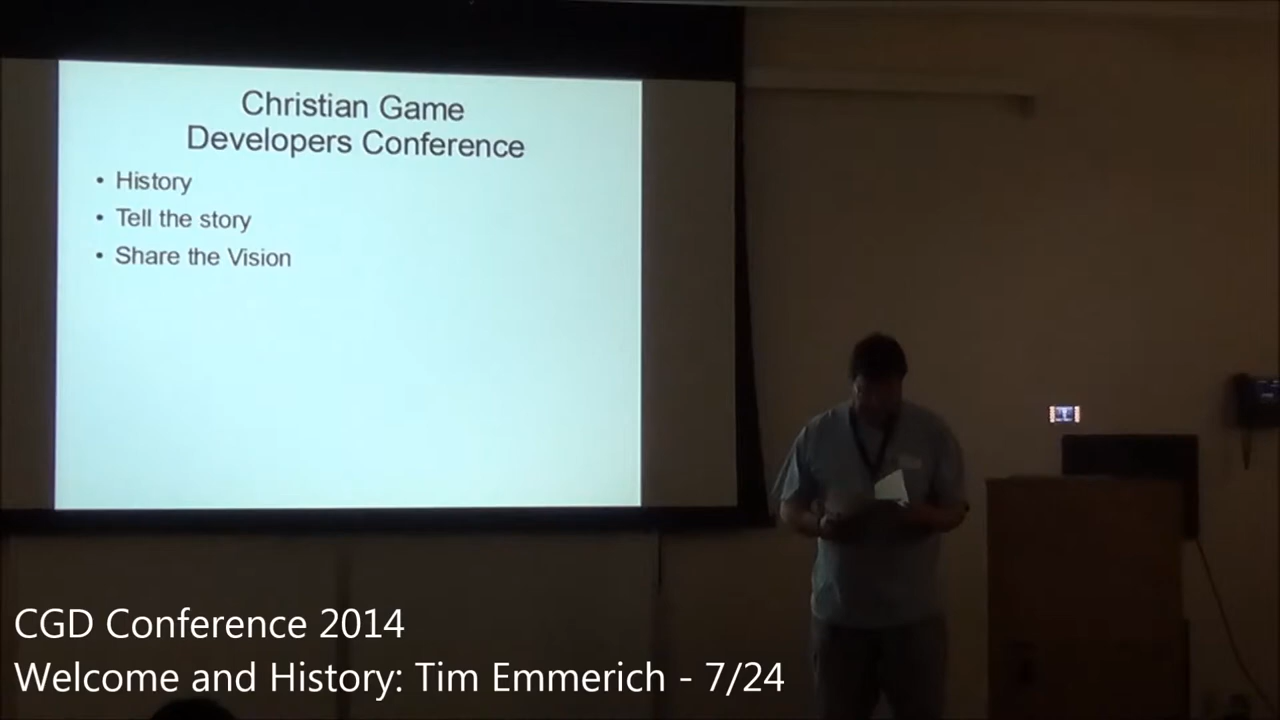 Christian Game
Developers Conference
• History
• Tell the story
• Share the Vision
CGD Conference 2014
Welcome and History: Tim Emmerich - 7/24